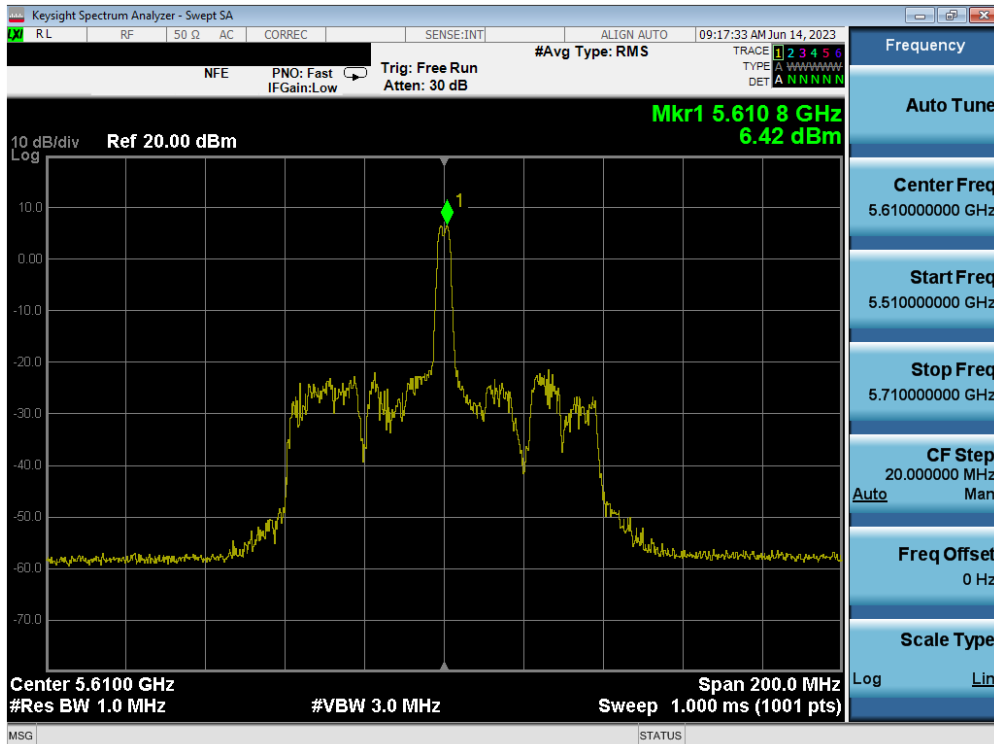 Keysight Spectrum Analyzer - Swept SA
LXI RL RF 50 Ω AC CORREC SENSE:INT ALIGN AUTO 09:17:33 AM Jun 14, 2023
NFE PNO: Fast IFGain:Low Trig: Free Run Atten: 30 dB #Avg Type: RMS
TRACE 1 2 3 4 5 6
TYPE A WWWWW
DET A N N N N N
Mkr1 5.610 8 GHz
6.42 dBm
10 dB/div Ref 20.00 dBm
Log
1
10.0
0.00
-10.0
-20.0
-30.0
-40.0
-50.0
-60.0
-70.0
Center 5.6100 GHz Span 200.0 MHz
#Res BW 1.0 MHz #VBW 3.0 MHz Sweep 1.000 ms (1001 pts)
MSG STATUS
Frequency
Auto Tune
Center Freq
5.610000000 GHz
Start Freq
5.510000000 GHz
Stop Freq
5.710000000 GHz
CF Step
20.000000 MHz
Auto Man
Freq Offset
0 Hz
Scale Type
Log Lin